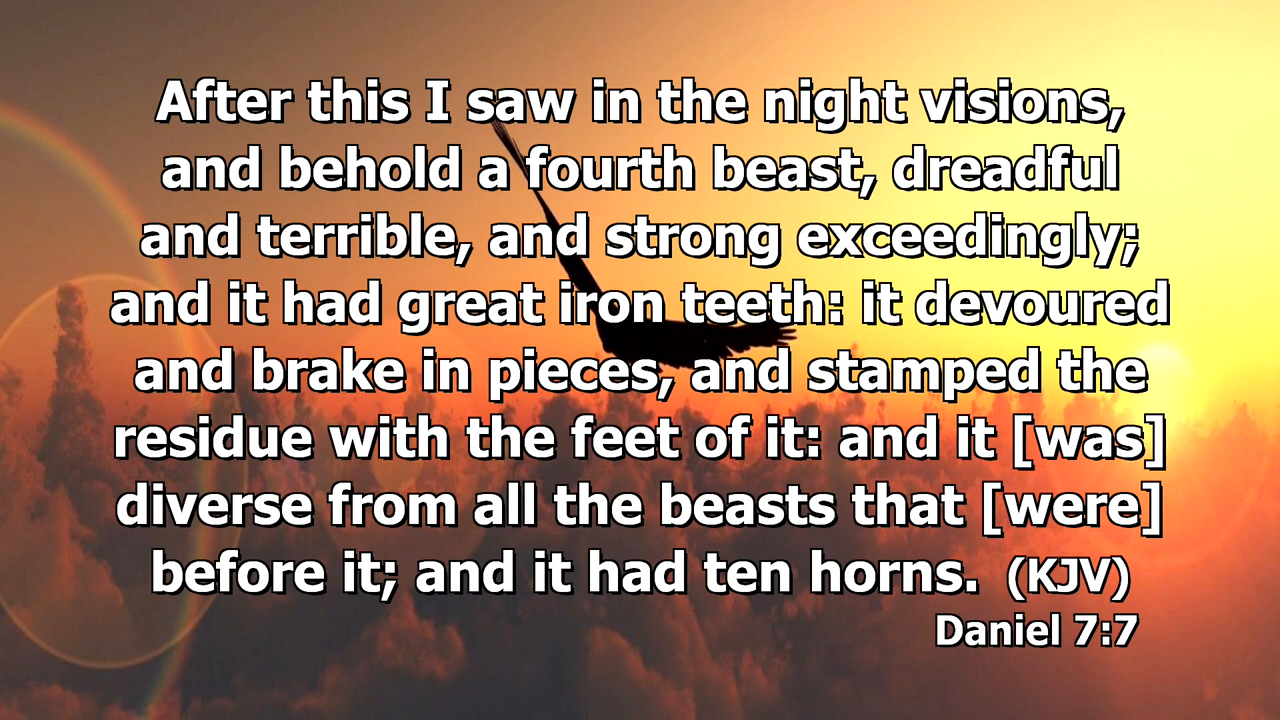 After this I saw in the night visions,
and behold a fourth beast, dreadful
and terrible, and strong exceedingly;
and it had great iron teeth: it devoured
and brake in pieces, and stamped the
residue with the feet of it: and it [was]
diverse from all the beasts that [were]
before it; and it had ten horns. (KJV)
Daniel 7:7